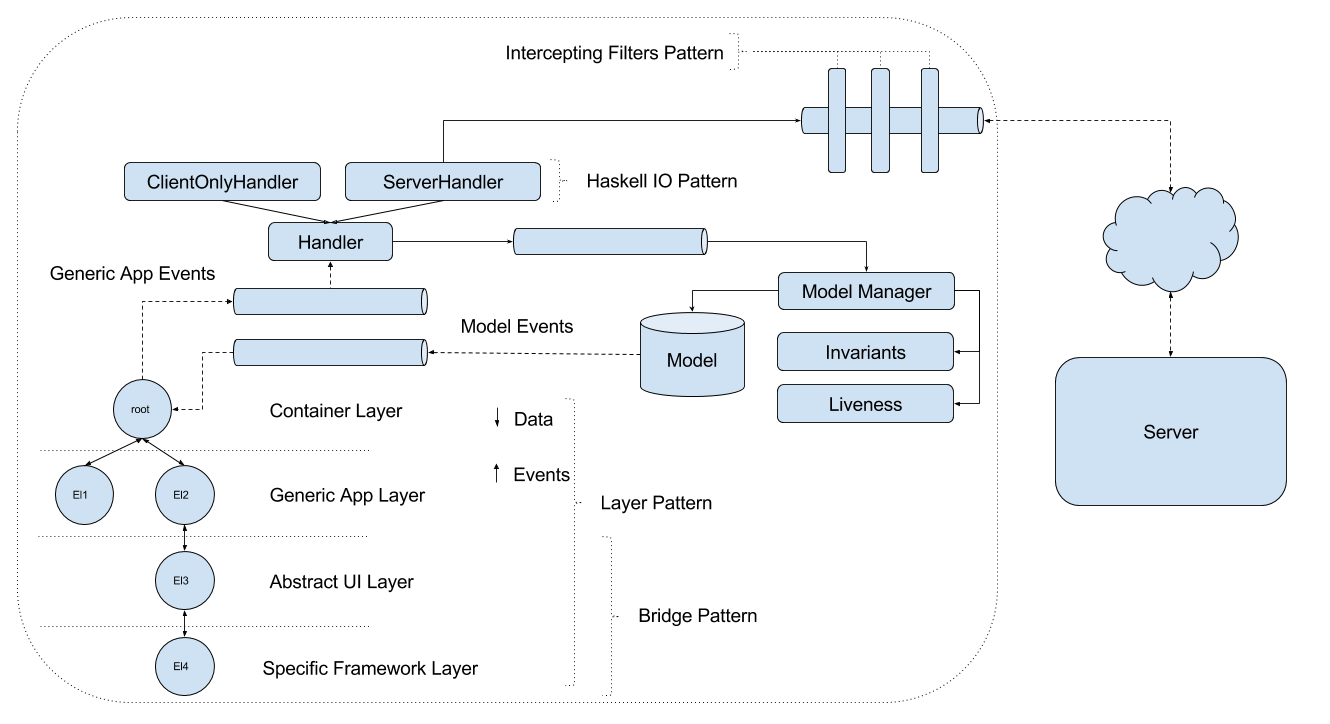 Intercepting Filters Pattern
ClientOnlyHandler
ServerHandler
Haskell IO Pattern
Handler
Generic App Events
Model Manager
Model Events
Model
Invariants
Liveness
root
Container Layer
Data
Server
Events
El1
El2
Generic App Layer
Layer Pattern
El3
Abstract UI Layer
Bridge Pattern
El4
Specific Framework Layer